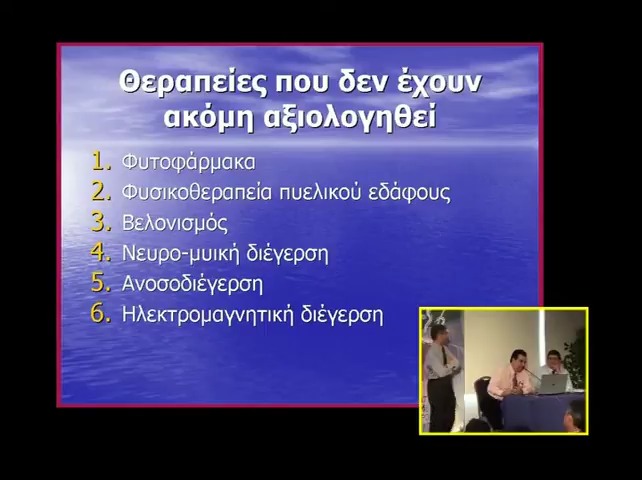 Θεραπείες που δεν έχουν
ακόμη αξιολογηθεί
1. Φυτοφάρμακα
2. Φυσικοθεραπεία πυελικού εδάφους
3. Βελονισμός
4. Νευρο-μυική διέγερση
5. Ανοσοδιέγερση
6. Ηλεκτρομαγνητική διέγερση